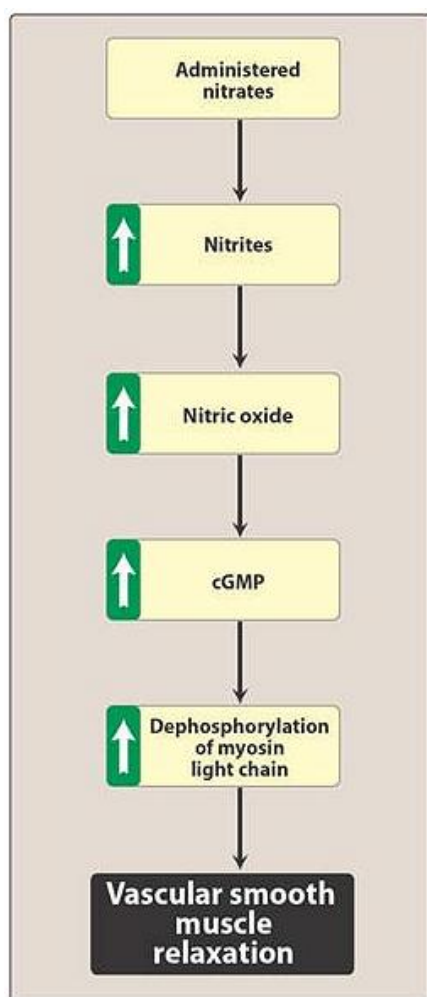 Administered
nitrates
Nitrites
Nitric oxide
cGMP
Dephosphorylation
of myosin
light chain
Vascular smooth
muscle
relaxation